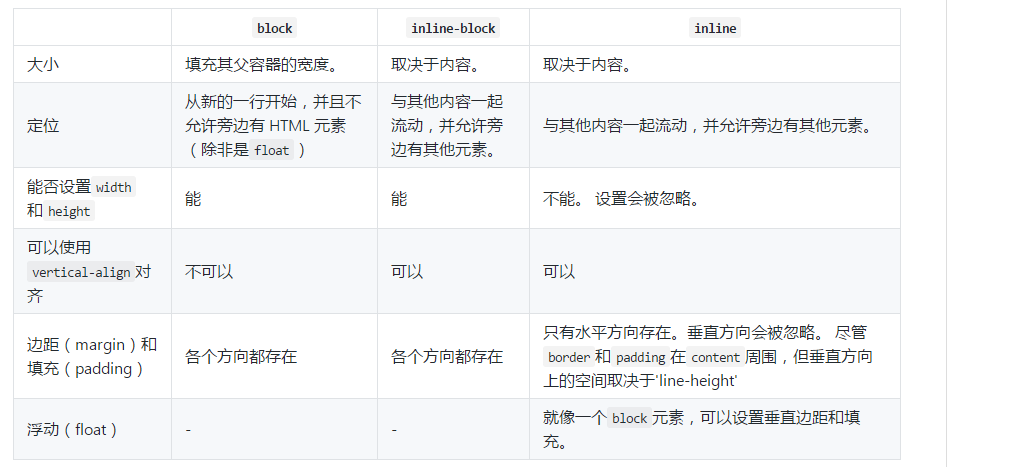 block inline-block inline
大小 填充其父容器的宽度。 取决于内容。 取决于内容。
定位 从新的一行开始，并且不允许旁边有 HTML 元素（除非是 float ） 与其他内容一起流动，并允许旁边有其他元素。 与其他内容一起流动，并允许旁边有其他元素。
能否设置 width 和 height 能 能 不能。 设置会被忽略。
可以使用 vertical-align 对齐 不可以 可以 可以
边距（margin）和填充（padding） 各个方向都存在 各个方向都存在 只有水平方向存在。垂直方向会被忽略。 尽管 border 和 padding 在 content 周围，但垂直方向上的空间取决于'line-height'
浮动（float） - - 就像一个 block 元素，可以设置垂直边距和填充。